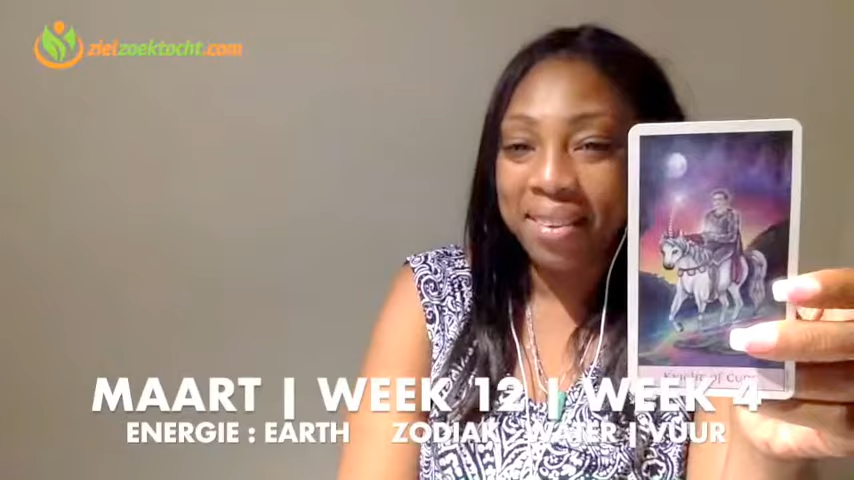 zielzoektocht.com
MAART | WEEK 12 | WEEK 4
ENERGIE : EARTH ZODIAK : WATER | VUUR
Knight of Cups